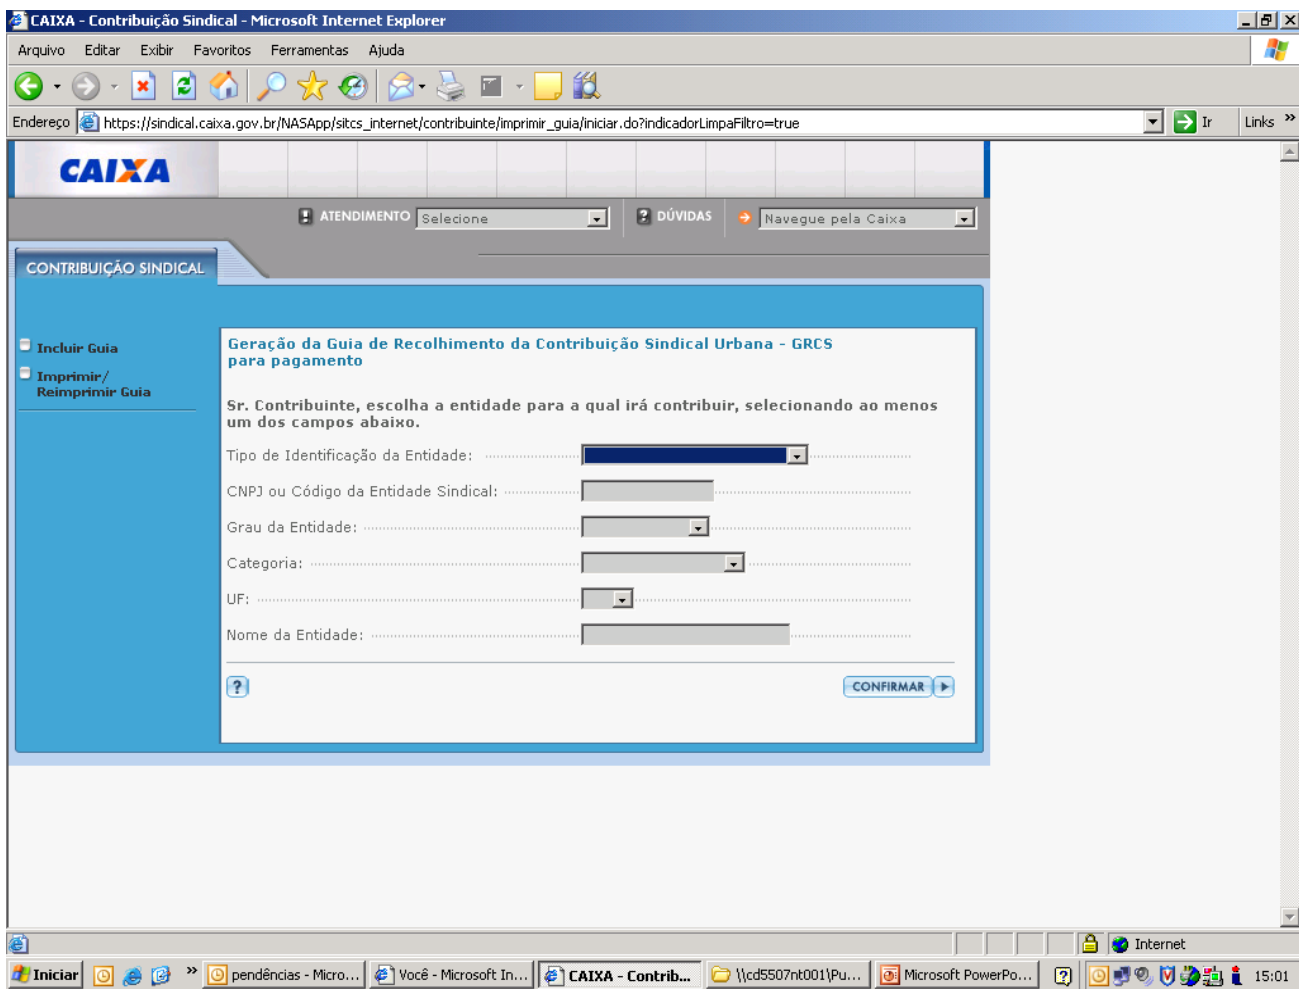 CAIXA - Contribuição Sindical - Microsoft Internet Explorer
Arquivo Editar Exibir Favoritos Ferramentas Ajuda
Endereço https://sindical.caixa.gov.br/NASApp/sitcs_internet/contribuinte/imprimir_guia/iniciar.do?indicadorLimpaFiltro=true Ir Links »
CAIXA
ATENDIMENTO Selecione ? DÚVIDAS Navegue pela Caixa
CONTRIBUIÇÃO SINDICAL
Incluir Guia
Imprimir/
Reimprimir Guia
Geração da Guia de Recolhimento da Contribuição Sindical Urbana - GRCS
para pagamento
Sr. Contribuinte, escolha a entidade para a qual irá contribuir, selecionando ao menos
um dos campos abaixo.
Tipo de Identificação da Entidade:
CNPJ ou Código da Entidade Sindical:
Grau da Entidade:
Categoria:
UF:
Nome da Entidade:
? CONFIRMAR
Internet
Iniciar » pendências - Micro... Você - Microsoft In... CAIXA - Contrib... \\cd5507nt001\Pu... Microsoft PowerPo... 15:01